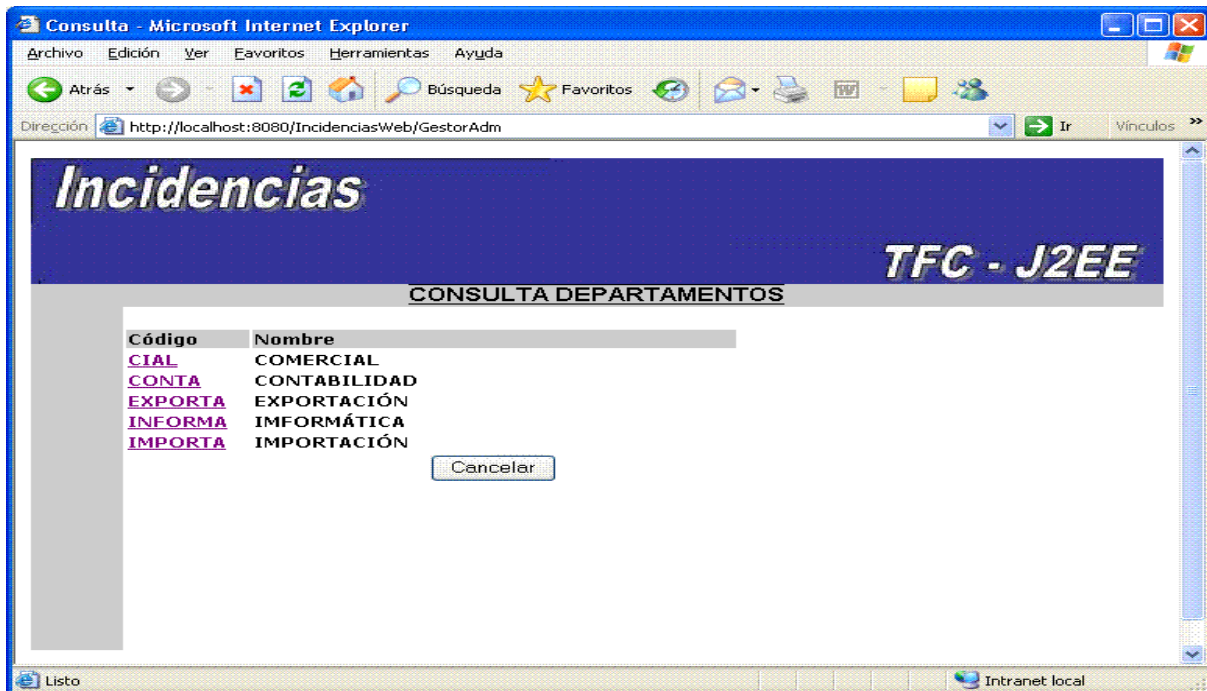 Consulta - Microsoft Internet Explorer
Archivo Edición Ver Favoritos Herramientas Ayuda
Atrás Búsqueda Favoritos W
Dirección http://localhost:8080/IncidenciasWeb/GestorAdm Ir Vínculos »
Incidencias
TFC - J2EE
CONSULTA DEPARTAMENTOS
Código Nombre
CIAL COMERCIAL
CONTA CONTABILIDAD
EXPORTA EXPORTACIÓN
INFORMA IMFORMÁTICA
IMPORTA IMPORTACIÓN
Cancelar
Listo Intranet local